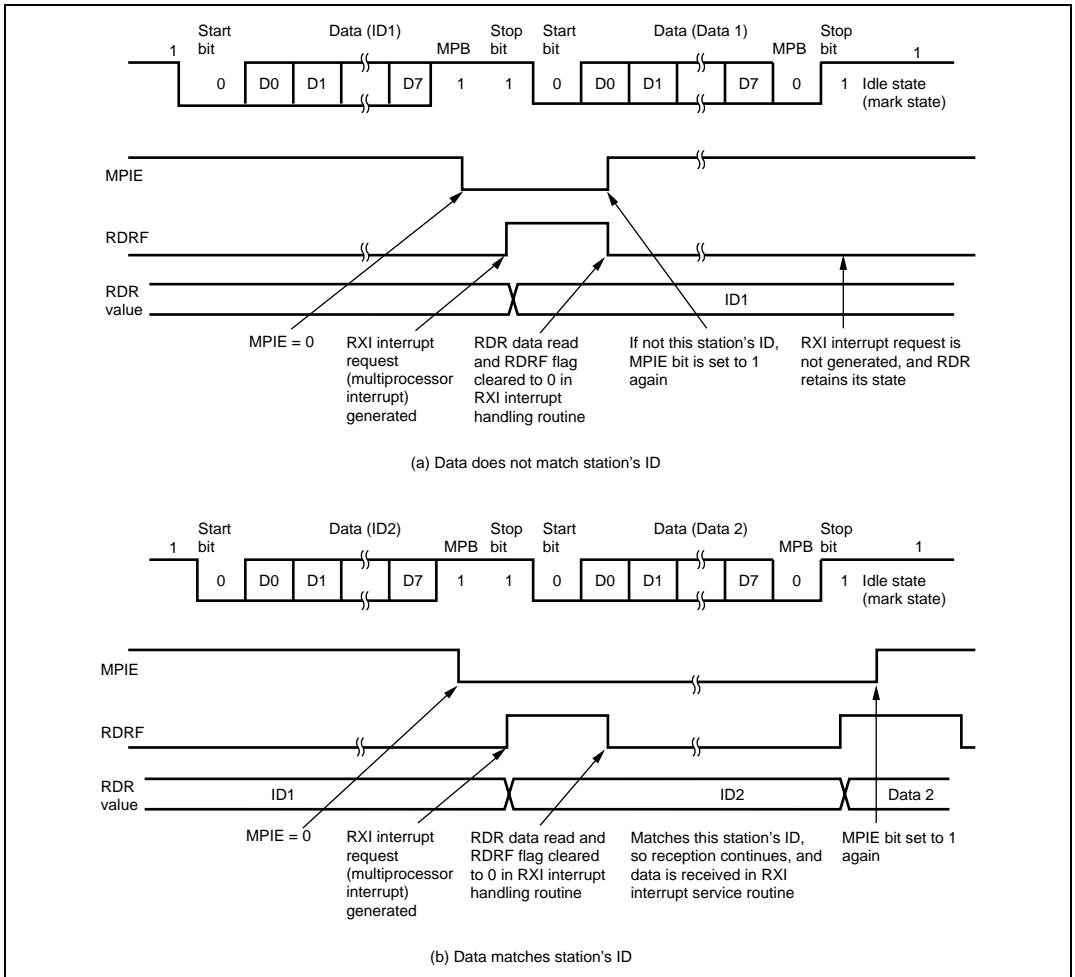 Start bit Data (ID1) MPB Stop bit Start bit Data (Data 1) MPB Stop bit
1 1
0 D0 D1 D7 1 1 0 D0 D1 D7 0 1 Idle state (mark state)
MPIE
RDRF
RDR value
ID1
MPIE = 0
RXI interrupt
request
(multiprocessor
interrupt)
generated
RDR data read
and RDRF flag
cleared to 0 in
RXI interrupt
handling routine
If not this station's ID,
MPIE bit is set to 1
again
RXI interrupt request is
not generated, and RDR
retains its state
(a) Data does not match station's ID
Start bit Data (ID2) MPB Stop bit Start bit Data (Data 2) MPB Stop bit
1 1
0 D0 D1 D7 1 1 0 D0 D1 D7 0 1 Idle state (mark state)
MPIE
RDRF
RDR value
ID1 ID2 Data 2
MPIE = 0
RXI interrupt
request
(multiprocessor
interrupt)
generated
RDR data read and
RDRF flag cleared
to 0 in RXI interrupt
handling routine
Matches this station's ID,
so reception continues, and
data is received in RXI
interrupt service routine
MPIE bit set to 1
again
(b) Data matches station's ID